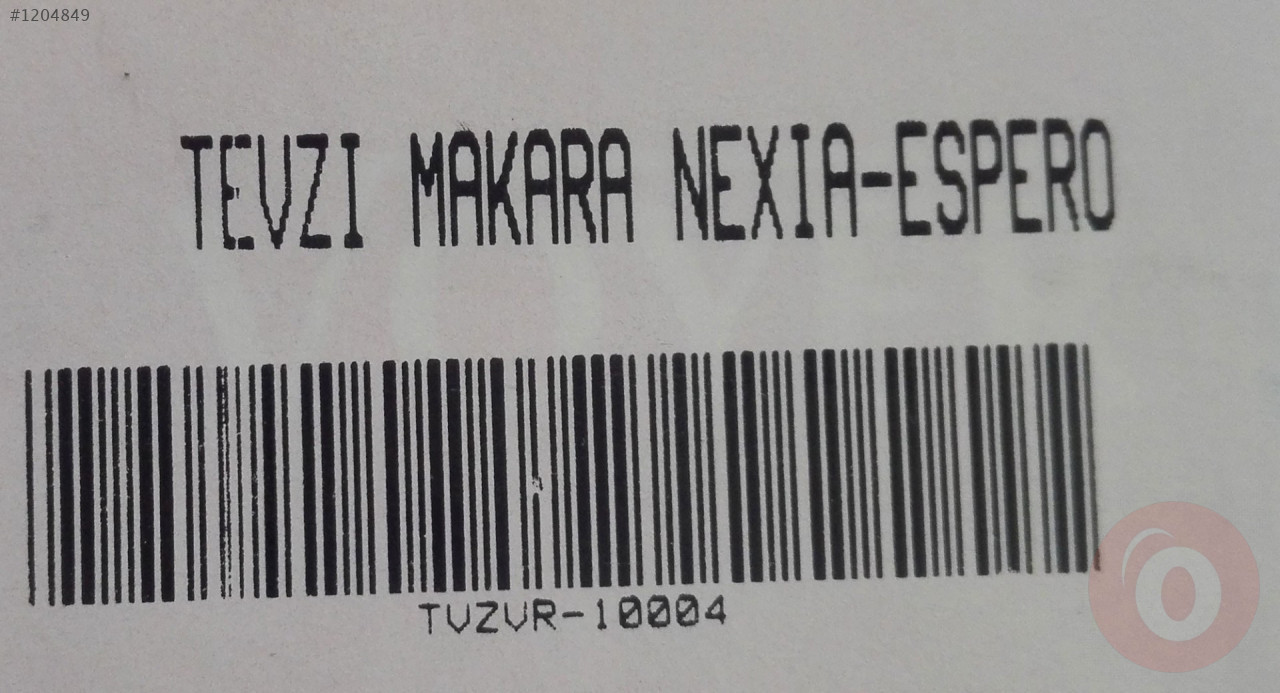 #1204849
TEVZI MAKARA NEXIA-ESPERO
TVZVR-10004